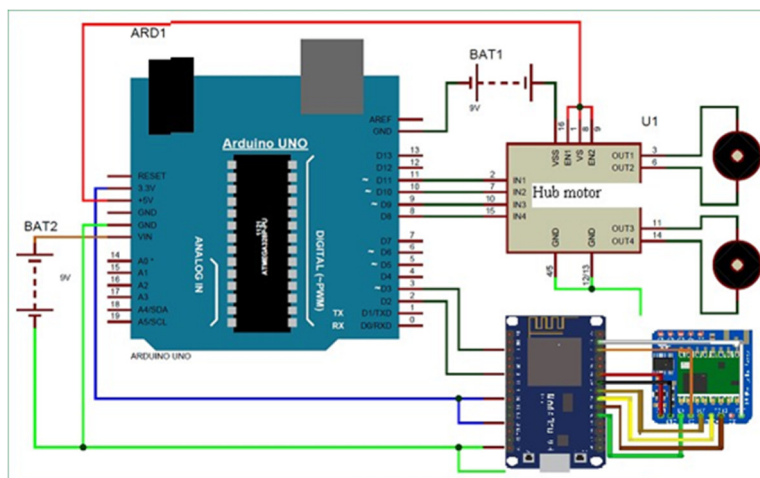 ARD1
BAT1
9V
U1
AREF
GND
Arduino UNO
RESET
3.3V
+5V
GND
GND
VIN
14 A0
15 A1
16 A2
17 A3
18 A4/SDA
19 A5/SCL
ANALOG IN
ATMEGA328P-PU
1121
DIGITAL (~PWM)
D13 13
D12 12
~ D11 11
~ D10 10
~ D9 9
D8 8
D7 7
~ D6 6
~ D5 5
D4 4
~ D3 3
D2 2
TX D1/TXD 1
RX D0/RXD 0
ARDUINO UNO
BAT2
9V
16 1 8 9
VSS EN1 VS EN2
2 IN1
7 IN2
10 IN3
15 IN4
Hub motor
OUT1 3
OUT2 6
OUT3 11
OUT4 14
GND GND
4/5 12/13